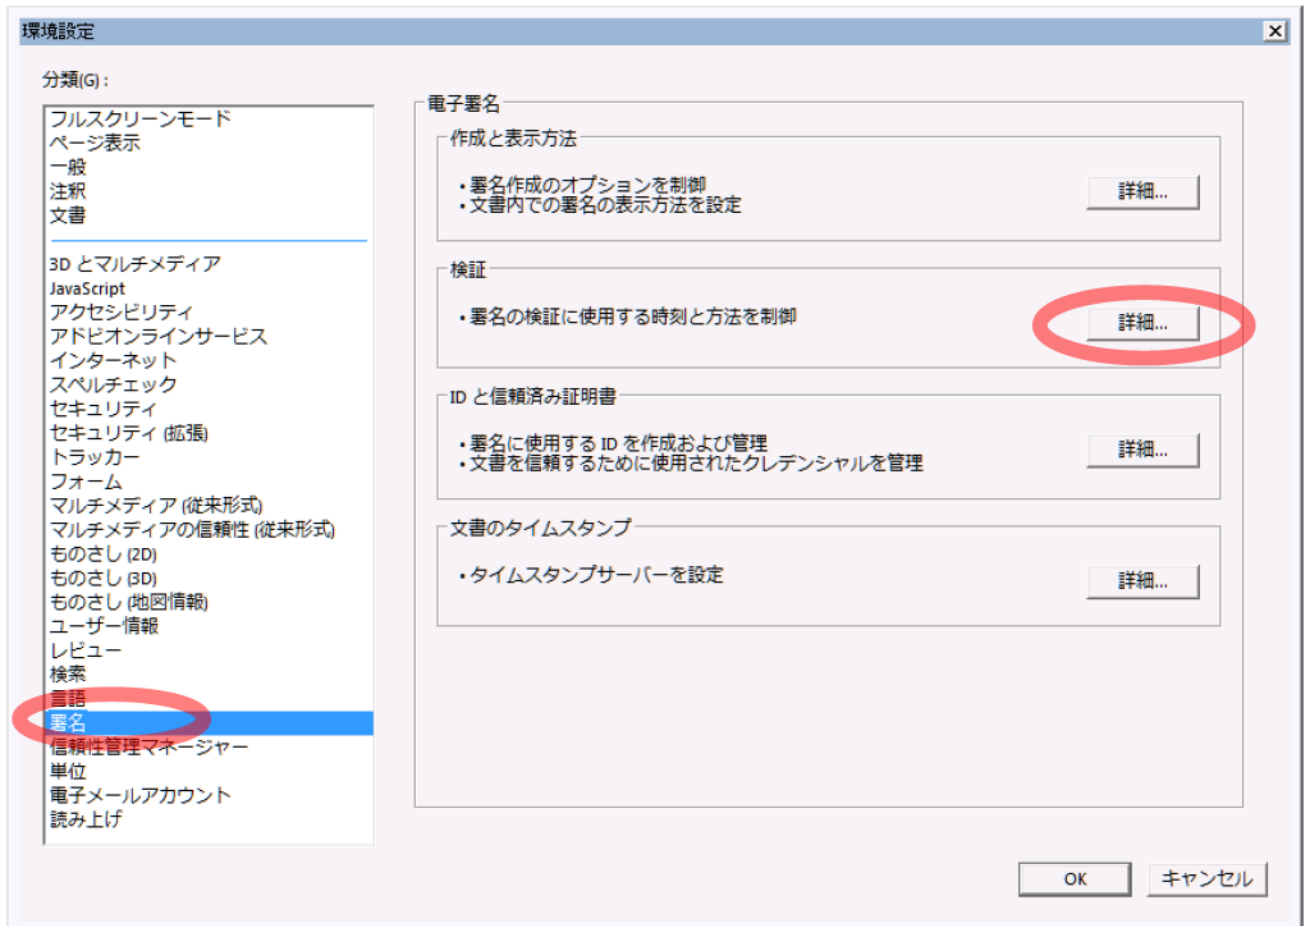 環境設定
分類(G):
フルスクリーンモード
ページ表示
一般
注釈
文書
3D とマルチメディア
JavaScript
アクセシビリティ
アドビオンラインサービス
インターネット
スペルチェック
セキュリティ
セキュリティ (拡張)
トラッカー
フォーム
マルチメディア (従来形式)
マルチメディアの信頼性 (従来形式)
ものさし (2D)
ものさし (3D)
ものさし (地図情報)
ユーザー情報
レビュー
検索
言語
署名
信頼性管理マネージャー
単位
電子メールアカウント
読み上げ
電子署名
作成と表示方法
・署名作成のオプションを制御
・文書内での署名の表示方法を設定
詳細...
検証
・署名の検証に使用する時刻と方法を制御
詳細...
ID と信頼済み証明書
・署名に使用する ID を作成および管理
・文書を信頼するために使用されたクレデンシャルを管理
詳細...
文書のタイムスタンプ
・タイムスタンプサーバーを設定
詳細...
OK
キャンセル